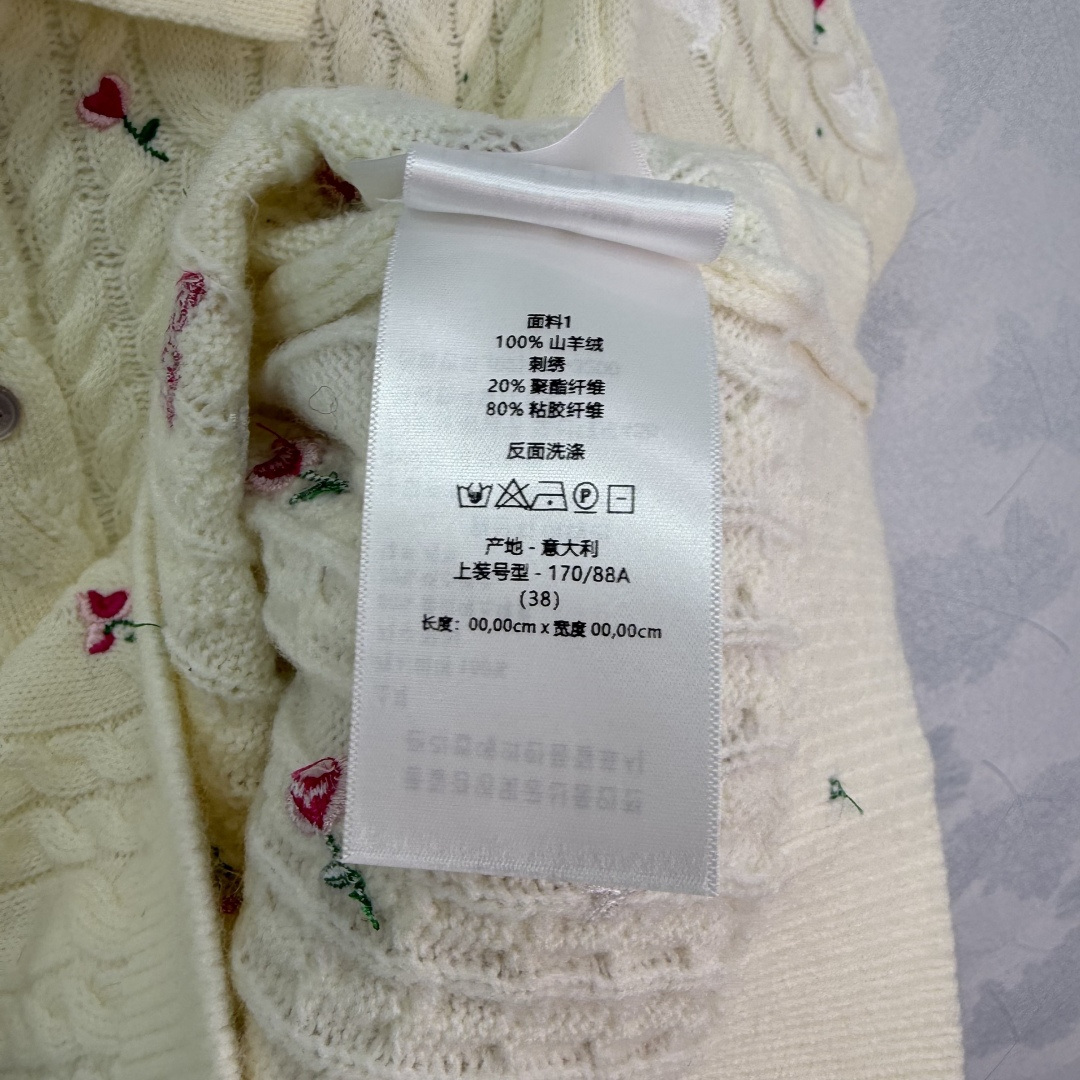 面料1
100% 山羊绒
刺绣
20% 聚酯纤维
80% 粘胶纤维
反面洗涤
P
产地 - 意大利
上装号型 - 170/88A
(38)
长度：00,00cm x 宽度 00,00cm